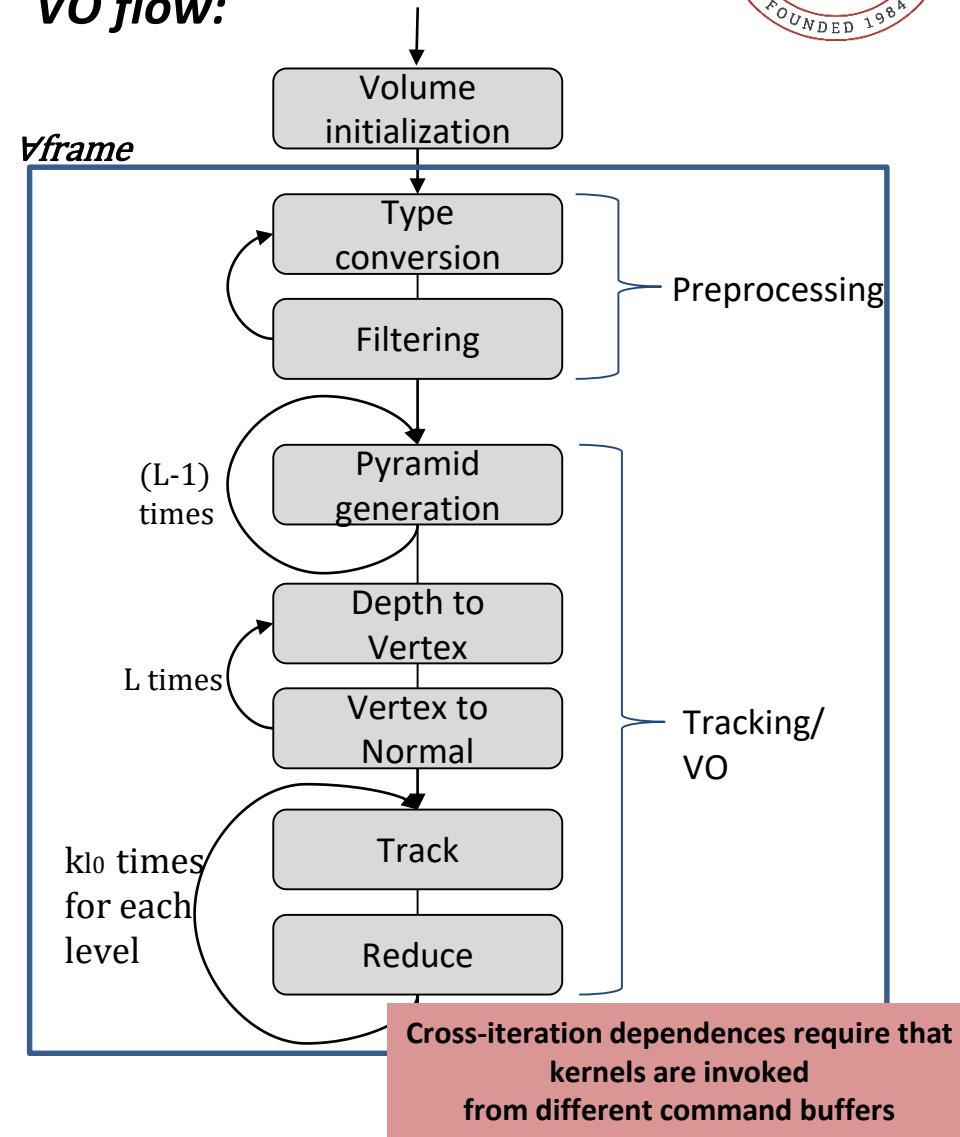 VO flow:
FOUNDED 1984
Volume
initialization
∀frame
Type
conversion
Preprocessing
Filtering
(L-1)
times
Pyramid
generation
Depth to
Vertex
L times
Vertex to
Normal
Tracking/
VO
kl0 times
for each
level
Track
Reduce
Cross-iteration dependences require that
kernels are invoked
from different command buffers